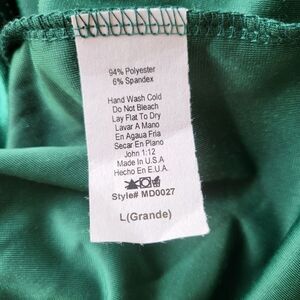 94% Polyester
6% Spandex
Hand Wash Cold
Do Not Bleach
Lay Flat To Dry
Lavar A Mano
En Agaua Fria
Secar En Plano
John 1:12
Made In U.S.A
Hecho En E.U.A.
Style# MD0027
L(Grande)